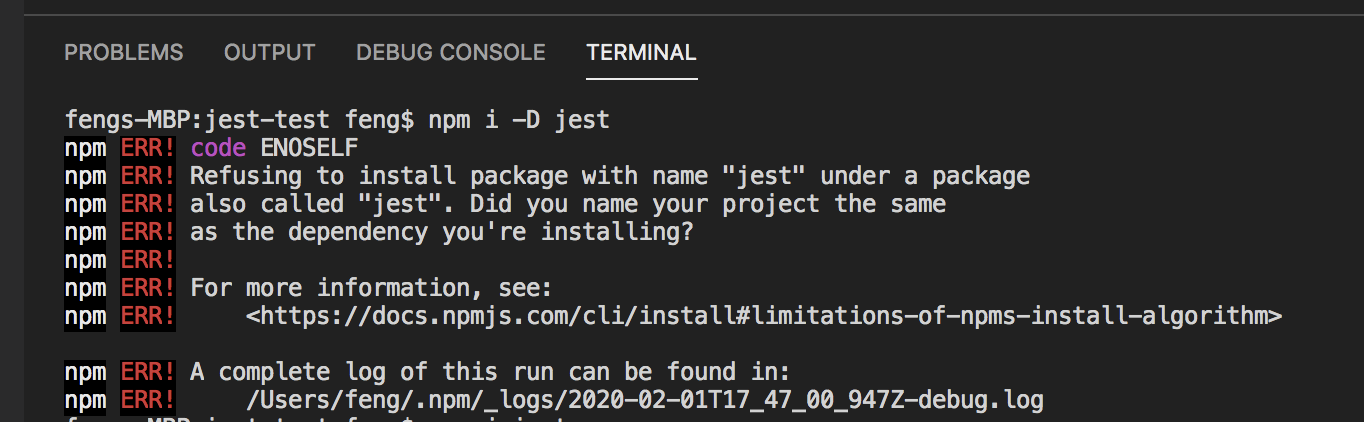 PROBLEMS OUTPUT DEBUG CONSOLE TERMINAL
fengs-MBP:jest-test feng$ npm i -D jest
npm ERR! code ENOSELF
npm ERR! Refusing to install package with name "jest" under a package
npm ERR! also called "jest". Did you name your project the same
npm ERR! as the dependency you're installing?
npm ERR!
npm ERR! For more information, see:
npm ERR!     <https://docs.npmjs.com/cli/install#limitations-of-npms-install-algorithm>
npm ERR! A complete log of this run can be found in:
npm ERR!     /Users/feng/.npm/_logs/2020-02-01T17_47_00_947Z-debug.log